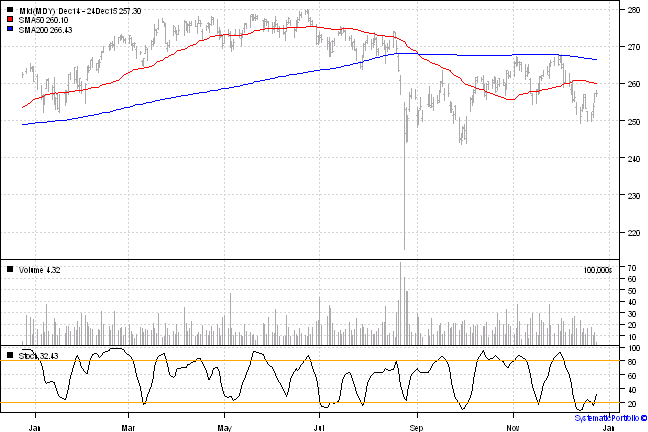 Mid(MDY) Dec14 - 24Dec15 257.30
SMA50 260.10
SMA200 266.43
280
270
260
250
240
230
220
Volume 4.32
100,000s
70
60
50
40
30
20
10
Stoch 32.43
100
80
60
40
20
Jan Mar May Jul Sep Nov Jan
SystematicPortfolio ©